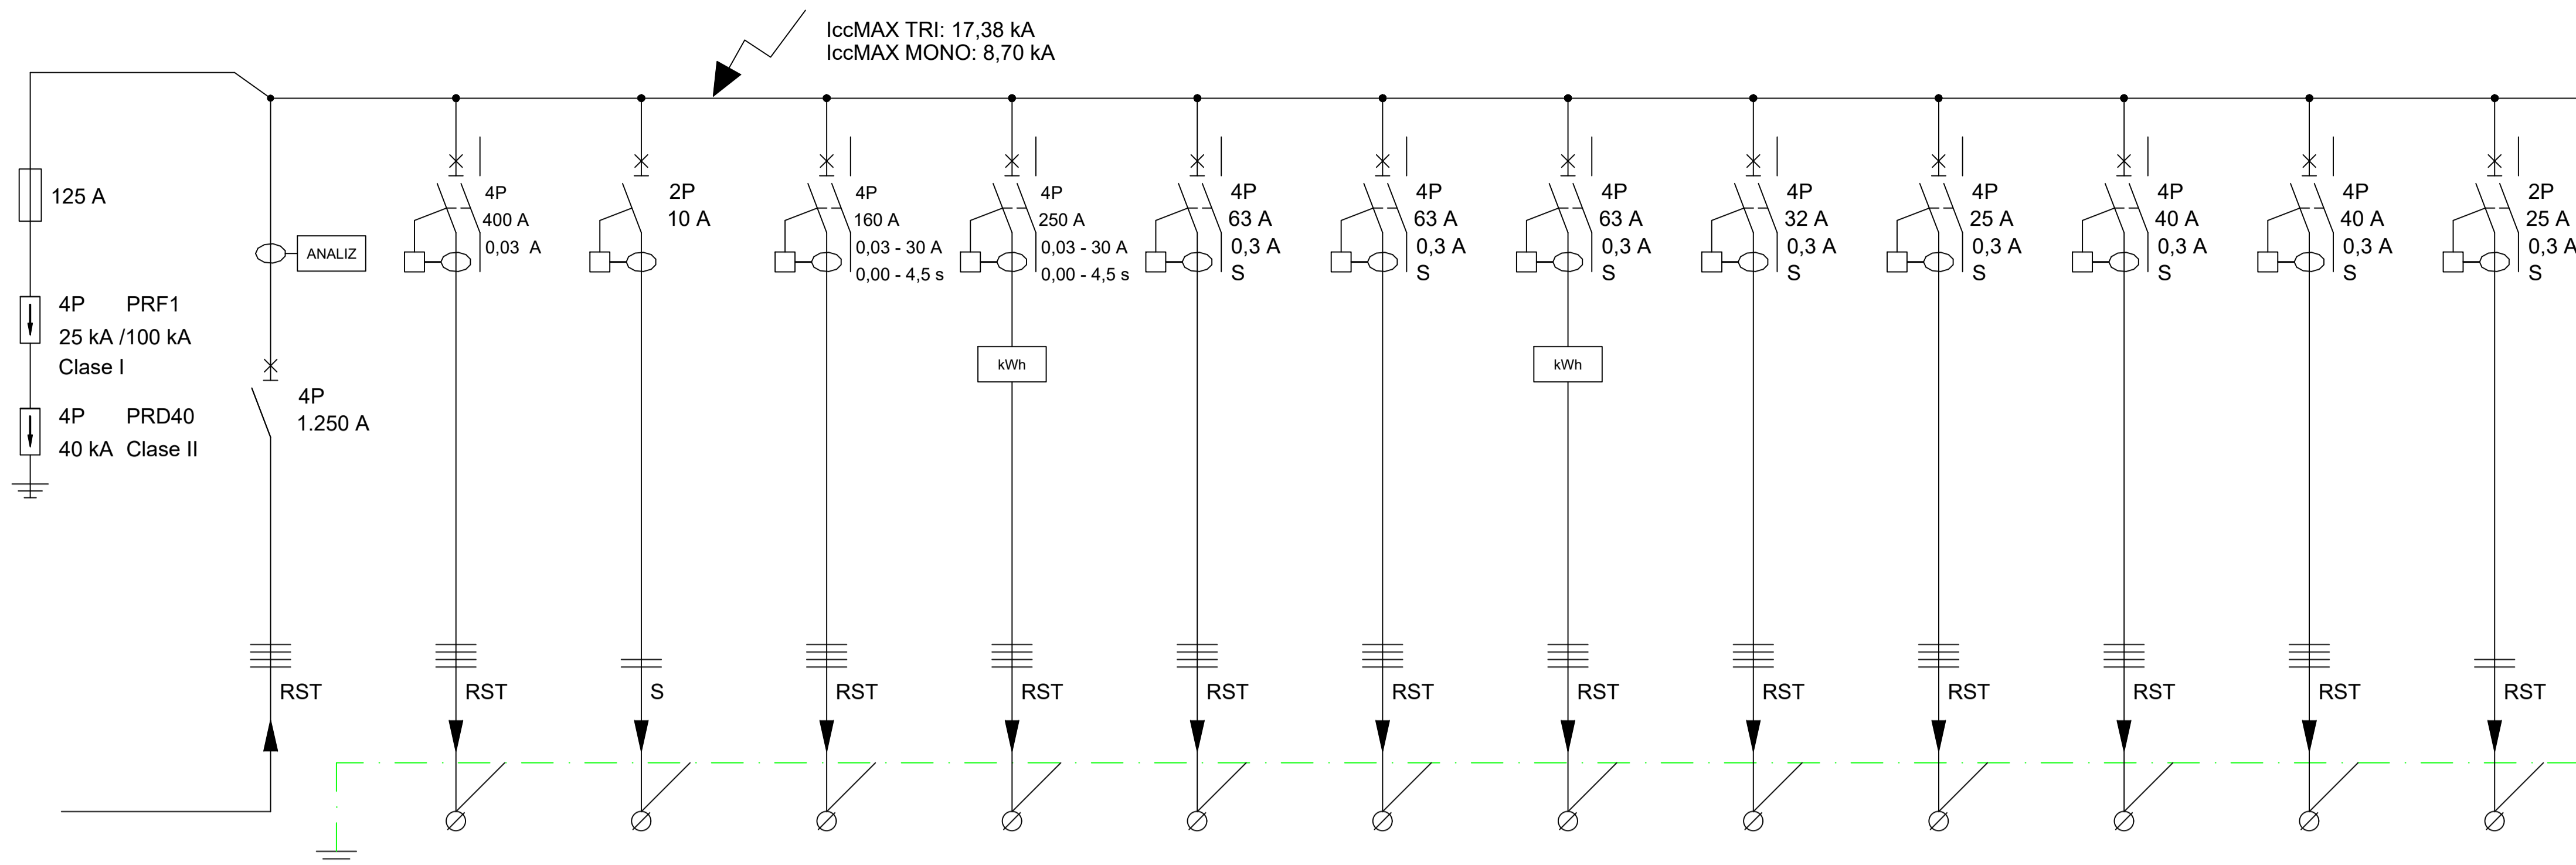 IccMAX TRI: 17,38 kA
IccMAX MONO: 8,70 kA
125 A
4P PRF1
25 kA /100 kA
Clase I
4P PRD40
40 kA Clase II
ANALIZ
4P
1.250 A
RST
4P
400 A
0,03 A
RST
2P
10 A
S
4P
160 A
0,03 - 30 A
0,00 - 4,5 s
RST
4P
250 A
0,03 - 30 A
0,00 - 4,5 s
kWh
RST
4P
63 A
0,3 A
S
RST
4P
63 A
0,3 A
S
RST
4P
63 A
0,3 A
S
kWh
RST
4P
32 A
0,3 A
S
RST
4P
25 A
0,3 A
S
RST
4P
40 A
0,3 A
S
RST
4P
40 A
0,3 A
S
RST
2P
25 A
0,3 A
S
RST